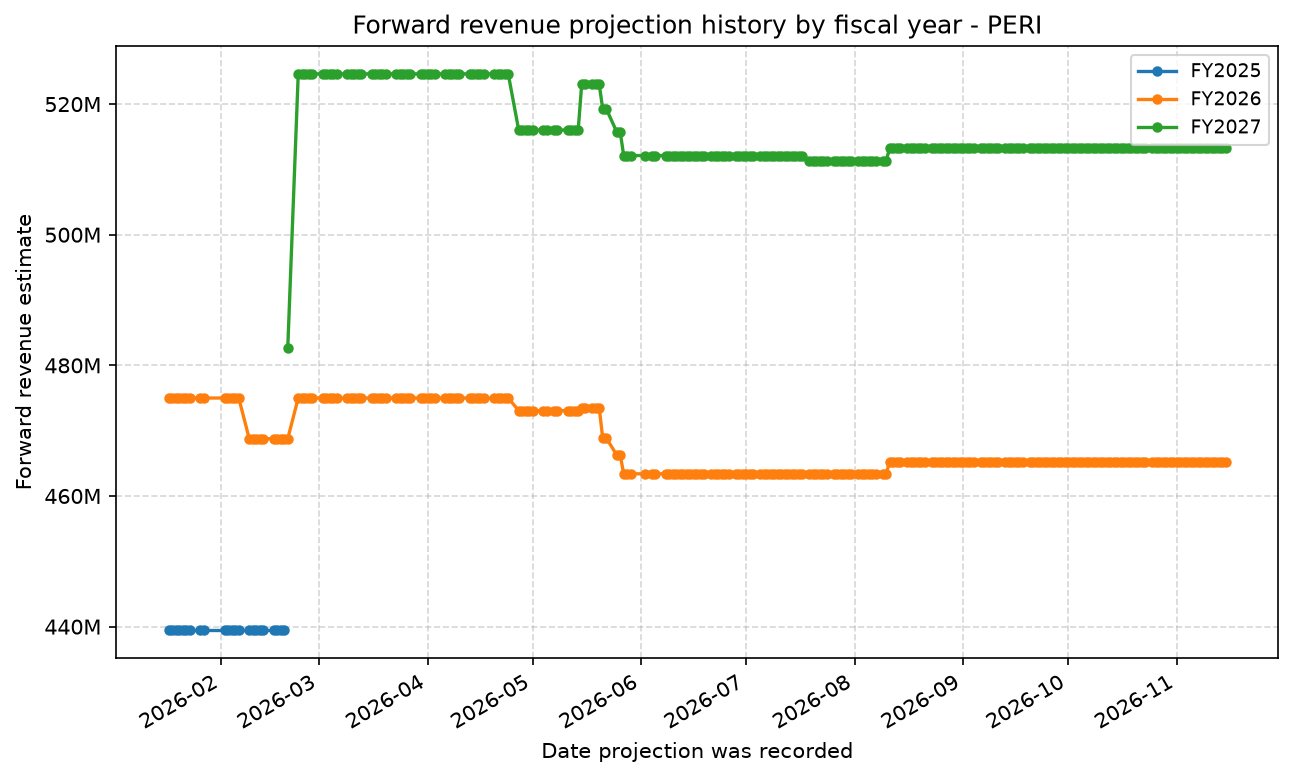 Forward revenue projection history by fiscal year - PERI
FY2025
FY2026
FY2027
Forward revenue estimate
520M
500M
480M
460M
440M
2026-02
2026-03
2026-04
2026-05
2026-06
2026-07
2026-08
2026-09
2026-10
2026-11
Date projection was recorded